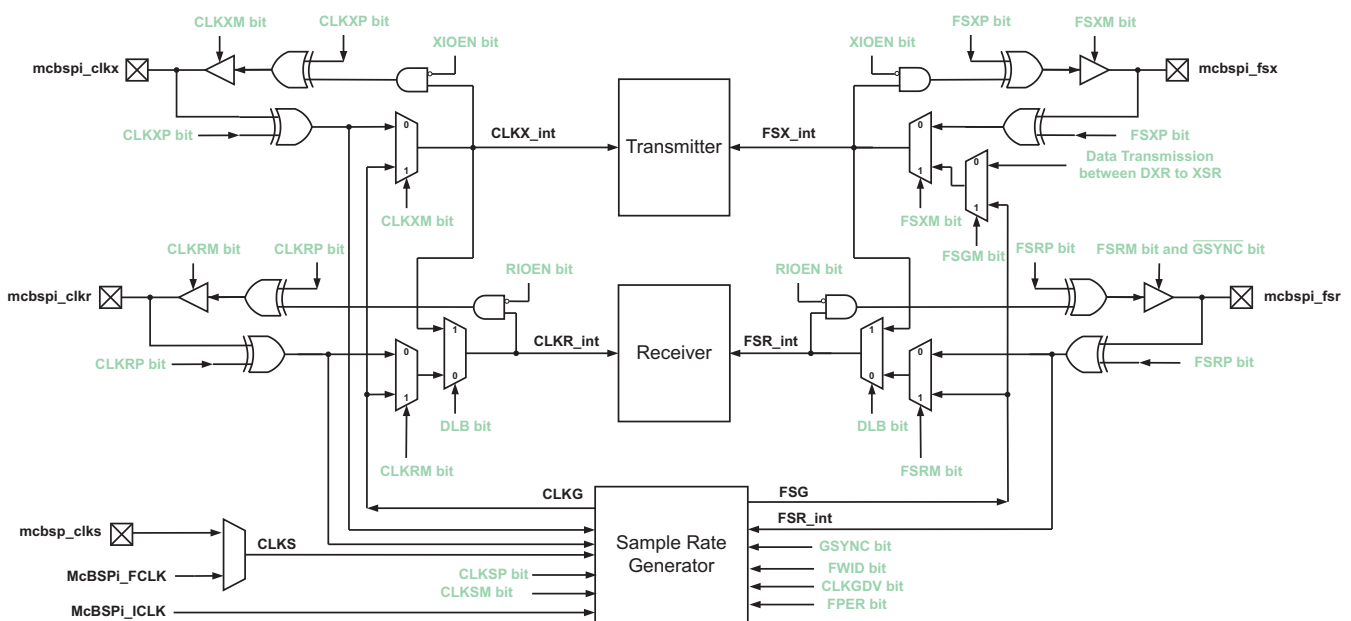 CLKXM bit
CLKXP bit
XIOEN bit
mcbspi_clkx
CLKXP bit
0
1
CLKXM bit
CLKX_int
Transmitter
FSX_int
XIOEN bit
FSXP bit
FSXM bit
mcbspi_fsx
FSXP bit
0
1
FSXM bit
0
1
Data Transmission
between DXR to XSR
FSGM bit
CLKRM bit
CLKRP bit
RIOEN bit
mcbspi_clkr
CLKRP bit
0
1
CLKRM bit
1
0
DLB bit
CLKR_int
Receiver
FSR_int
RIOEN bit
FSRP bit
FSRM bit and GSYNC bit
mcbspi_fsr
FSRP bit
1
0
DLB bit
0
1
FSRM bit
CLKG
FSG
FSR_int
mcbsp_clks
CLKS
McBSPi_FCLK
CLKSP bit
CLKSM bit
McBSPi_ICLK
Sample Rate
Generator
GSYNC bit
FWID bit
CLKGDV bit
FPER bit